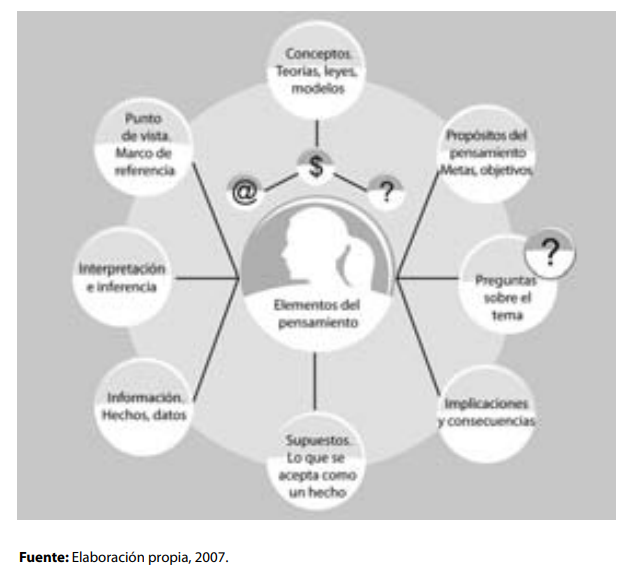 Conceptos.
Teorías, leyes,
modelos
Punto
de vista.
Marco de
referencia
Propósitos del
pensamiento
Metas, objetivos
@
$
?
?
Interpretación
e inferencia
Elementos del
pensamiento
Preguntas
sobre el
tema
Información.
Hechos, datos
Implicaciones
y consecuencias
Supuestos.
Lo que se
acepta como
un hecho
Fuente: Elaboración propia, 2007.